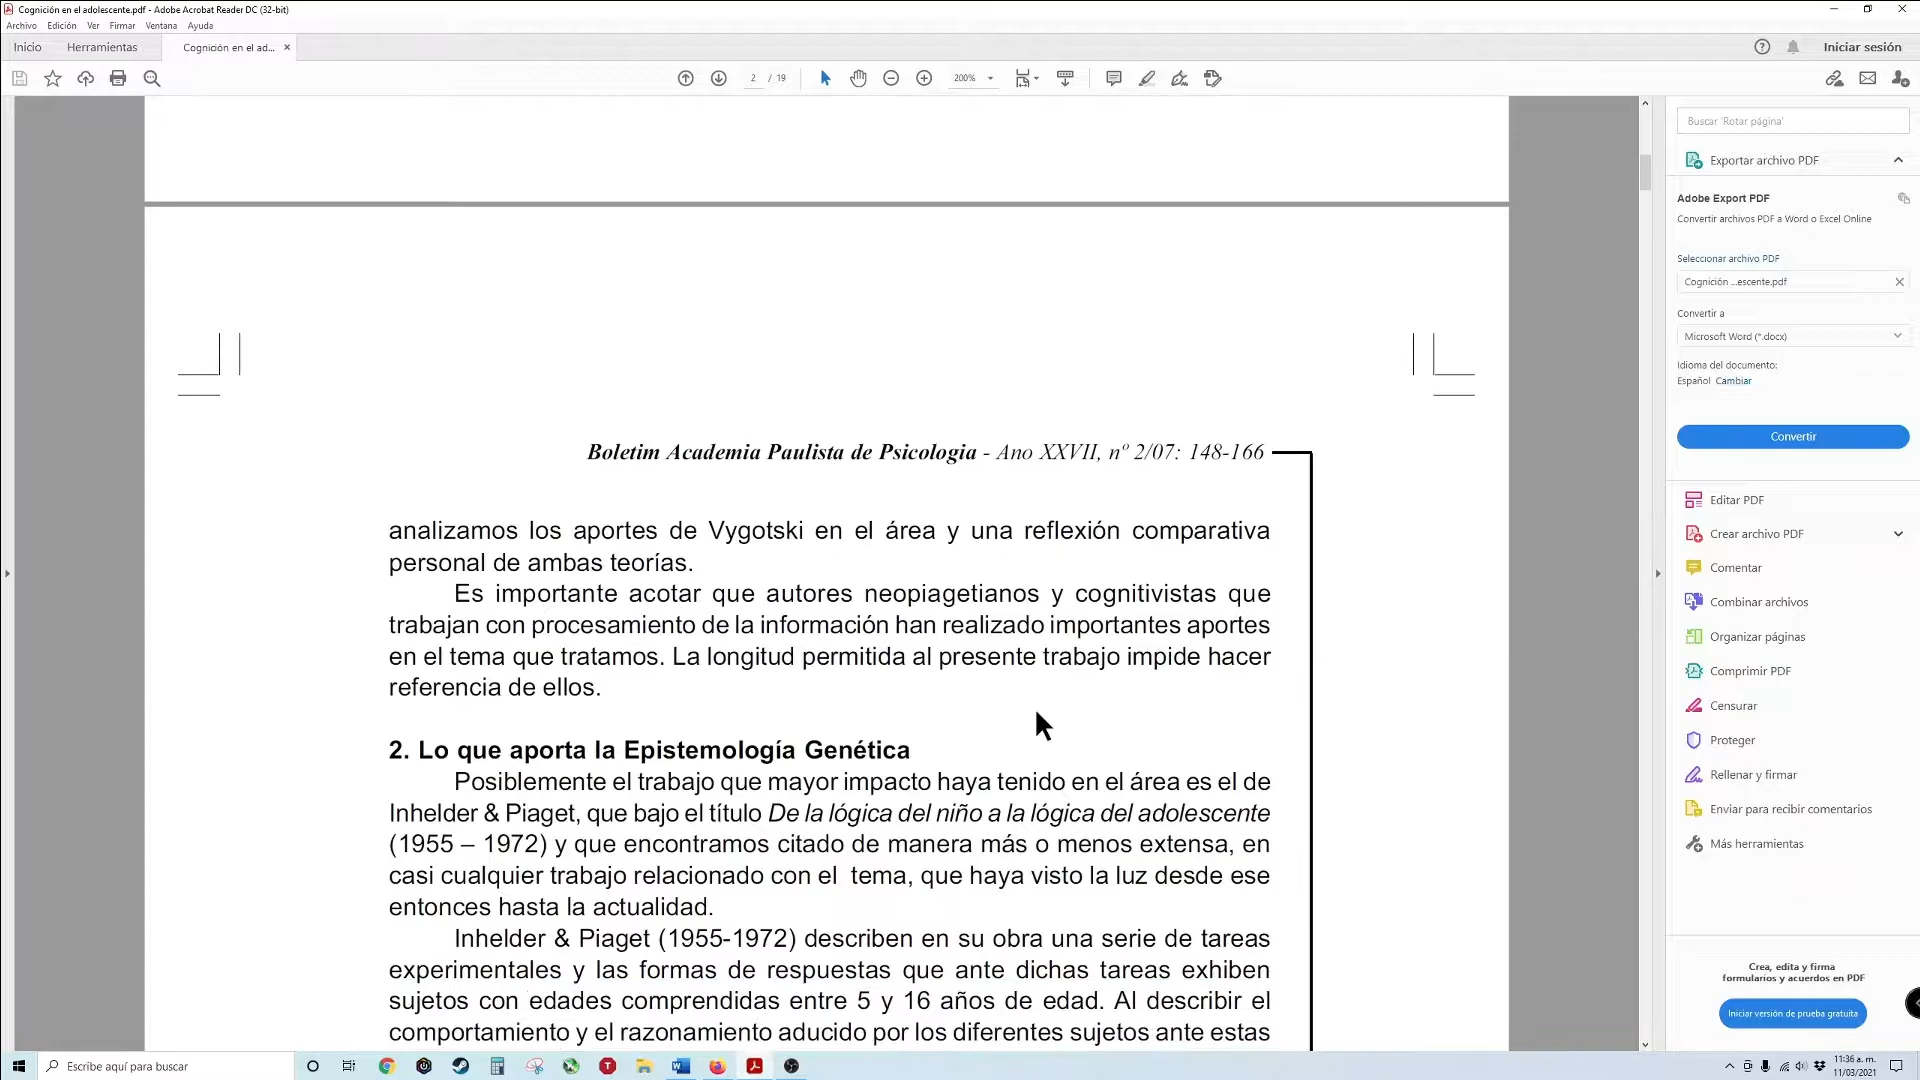 Cognición en el adolescente.pdf - Adobe Acrobat Reader DC (32-bit)
Archivo Edición Ver Firmar Ventana Ayuda
Inicio Herramientas Cognición en el ad... × Iniciar sesión
2 / 19 200%
Buscar 'Rotar página'
Exportar archivo PDF
Adobe Export PDF
Convertir archivos PDF a Word o Excel Online
Seleccionar archivo PDF
Cognición ...escente.pdf
Convertir a
Microsoft Word (*.docx)
Idioma del documento:
Español Cambiar
Convertir
Editar PDF
Crear archivo PDF
Comentar
Combinar archivos
Organizar páginas
Comprimir PDF
Censurar
Proteger
Rellenar y firmar
Enviar para recibir comentarios
Más herramientas
Crea, edita y firma
formularios y acuerdos en PDF
Iniciar versión de prueba gratuita
Boletim Academia Paulista de Psicologia - Ano XXVII, nº 2/07: 148-166
analizamos los aportes de Vygotski en el área y una reflexión comparativa
personal de ambas teorías.
Es importante acotar que autores neopiagetianos y cognitivistas que
trabajan con procesamiento de la información han realizado importantes aportes
en el tema que tratamos. La longitud permitida al presente trabajo impide hacer
referencia de ellos.
2. Lo que aporta la Epistemología Genética
Posiblemente el trabajo que mayor impacto haya tenido en el área es el de
Inhelder & Piaget, que bajo el título De la lógica del niño a la lógica del adolescente
(1955 – 1972) y que encontramos citado de manera más o menos extensa, en
casi cualquier trabajo relacionado con el tema, que haya visto la luz desde ese
entonces hasta la actualidad.
Inhelder & Piaget (1955-1972) describen en su obra una serie de tareas
experimentales y las formas de respuestas que ante dichas tareas exhiben
sujetos con edades comprendidas entre 5 y 16 años de edad. Al describir el
comportamiento y el razonamiento aducido por los diferentes sujetos ante estas
Escribe aquí para buscar
11:36 a. m.
11/03/2021